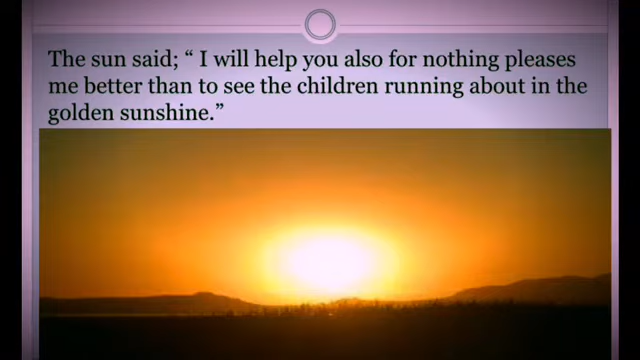 The sun said; “ I will help you also for nothing pleases
me better than to see the children running about in the
golden sunshine.”